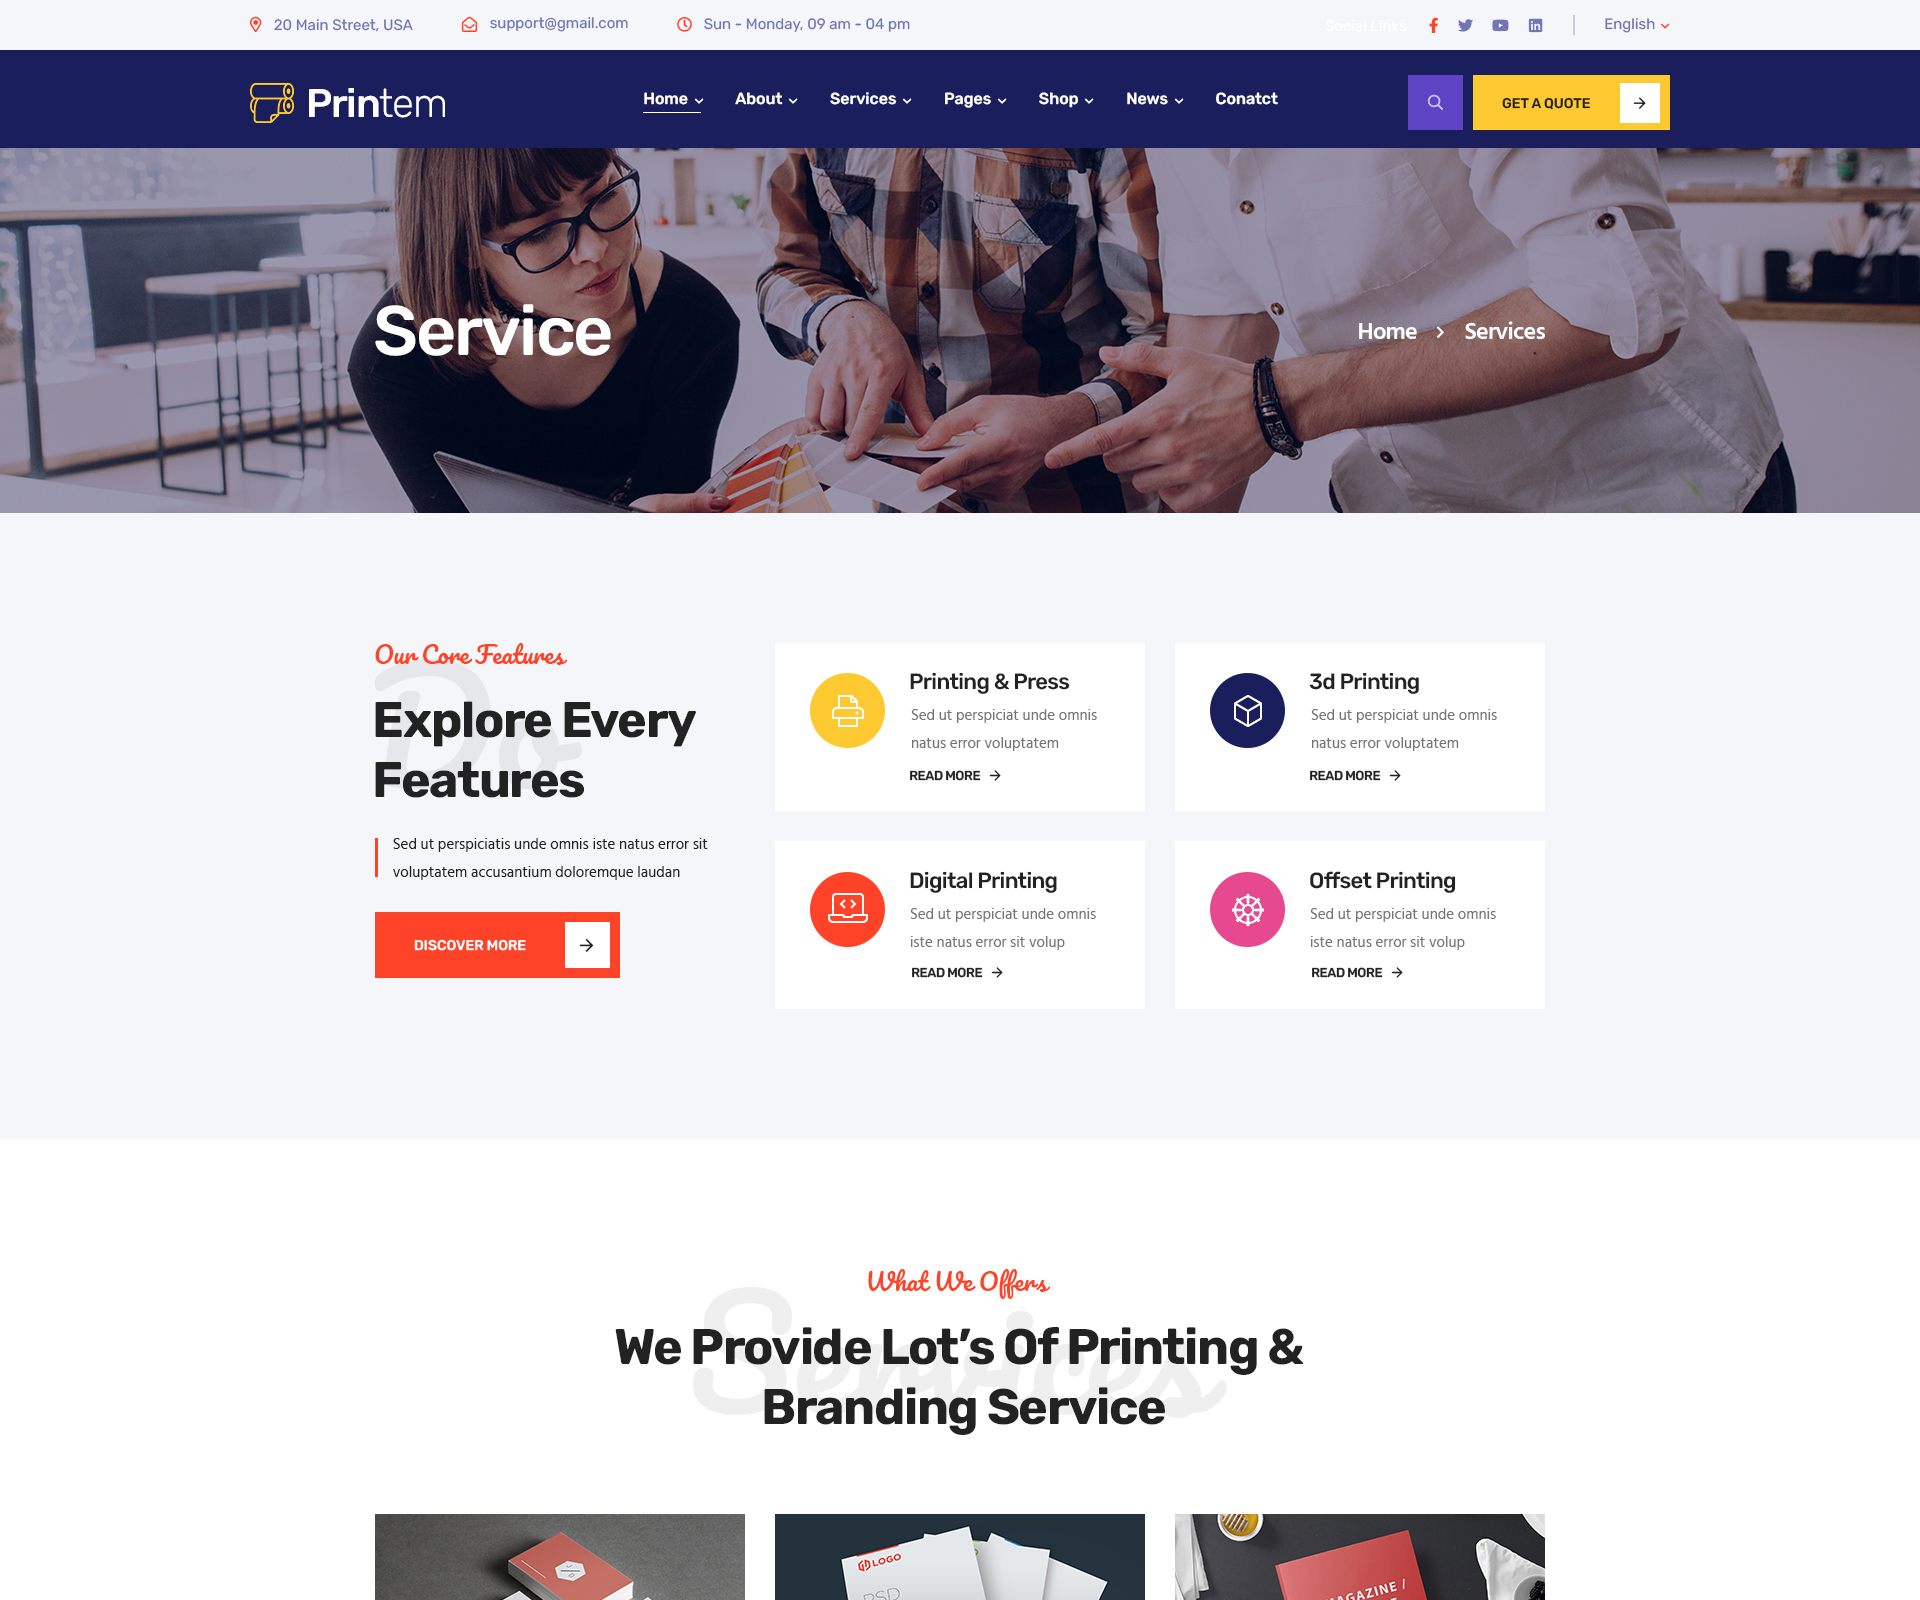 20 Main Street, USA
support@gmail.com
Sun - Monday, 09 am - 04 pm
Social Links
English
Printem
Home
About
Services
Pages
Shop
News
Conatct
GET A QUOTE
Service
Home > Services
Our Core Features
Do
Explore Every
Features
Sed ut perspiciatis unde omnis iste natus error sit
voluptatem accusantium doloremque laudan
DISCOVER MORE
Printing & Press
Sed ut perspiciat unde omnis
natus error voluptatem
READ MORE
3d Printing
Sed ut perspiciat unde omnis
natus error voluptatem
READ MORE
Digital Printing
Sed ut perspiciat unde omnis
iste natus error sit volup
READ MORE
Offset Printing
Sed ut perspiciat unde omnis
iste natus error sit volup
READ MORE
What We Offers
Services
We Provide Lot’s Of Printing &
Branding Service
LOGO
PSD
MAGAZINE /